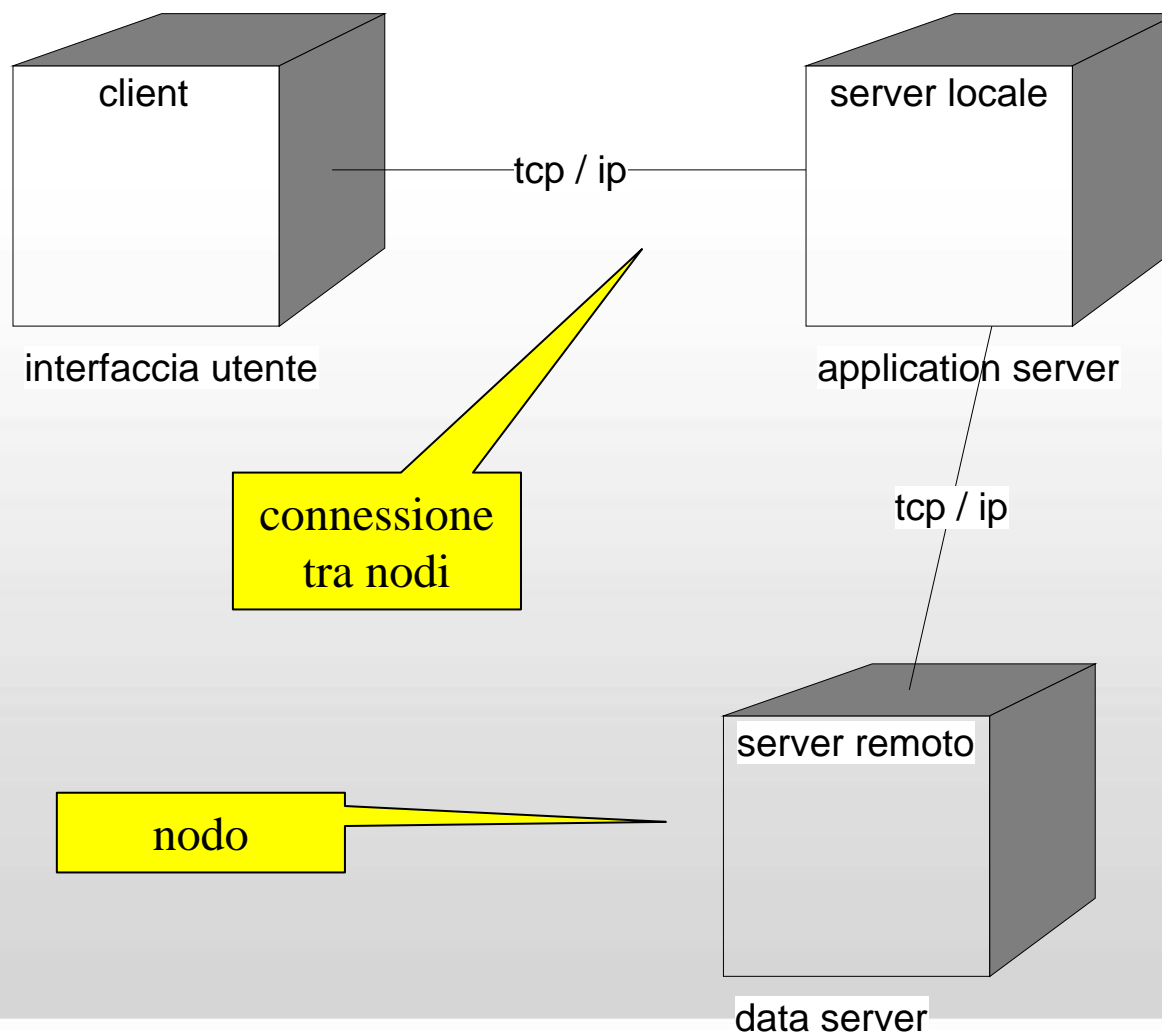 client
server locale
tcp / ip
interfaccia utente
application server
connessione
tra nodi
tcp / ip
server remoto
nodo
data server